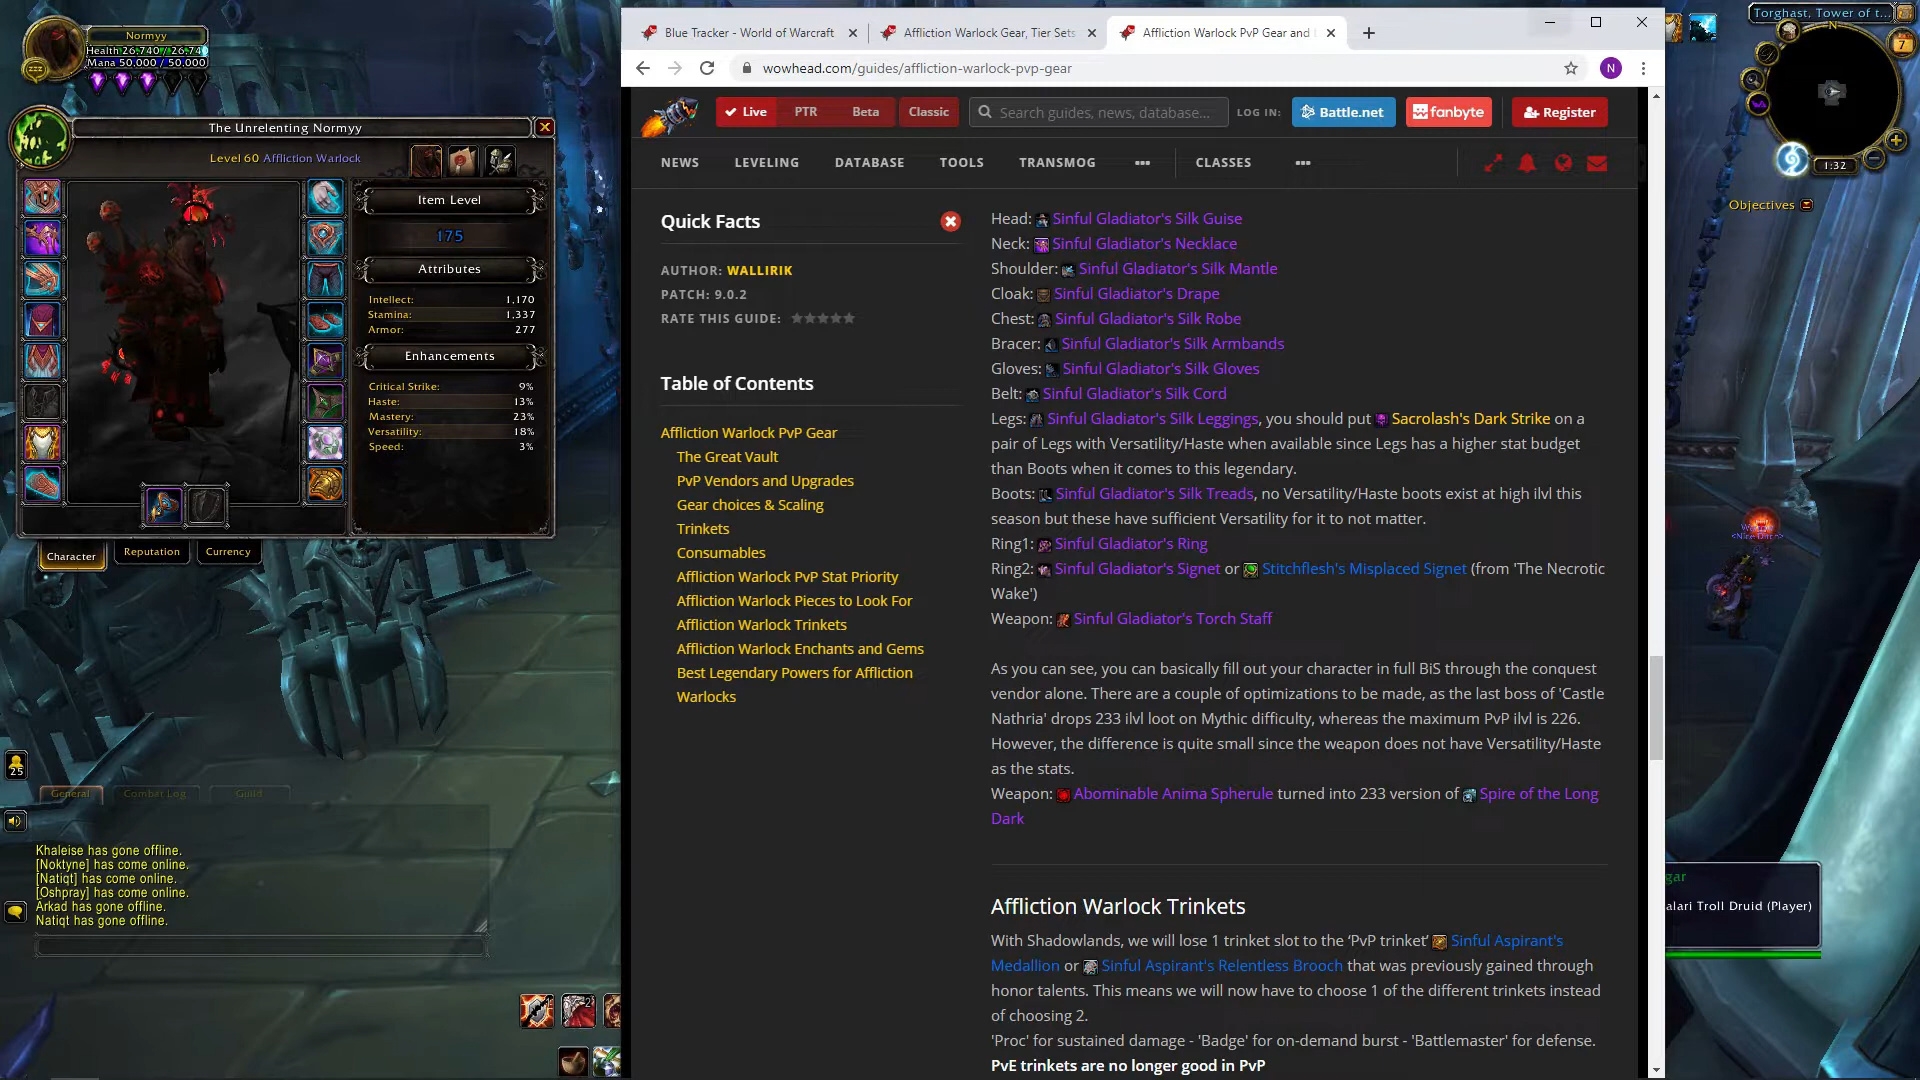 Normyy
Health 26,740 / 26,74
Mana 50,000 / 50,000
zzz
The Unrelenting Normyy
Level 60 Affliction Warlock
Item Level
175
Attributes
Intellect: 1,170
Stamina: 1,337
Armor: 277
Enhancements
Critical Strike: 9%
Haste: 13%
Mastery: 23%
Versatility: 18%
Speed: 3%
Character
Reputation
Currency
25
General
Combat Log
Guild
Khaleise has gone offline.
[Noktyne] has come online.
[Natiqt] has come online.
[Oshpray] has come online.
Arkad has gone offline.
Natiqt has gone offline.
2
Blue Tracker - World of Warcraft
Affliction Warlock Gear, Tier Sets
Affliction Warlock PvP Gear and
wowhead.com/guides/affliction-warlock-pvp-gear
N
Live
PTR
Beta
Classic
Search guides, news, database...
LOG IN:
Battle.net
fanbyte
Register
NEWS
LEVELING
DATABASE
TOOLS
TRANSMOG
CLASSES
Quick Facts
AUTHOR: WALLIRIK
PATCH: 9.0.2
RATE THIS GUIDE:
Table of Contents
Affliction Warlock PvP Gear
The Great Vault
PvP Vendors and Upgrades
Gear choices & Scaling
Trinkets
Consumables
Affliction Warlock PvP Stat Priority
Affliction Warlock Pieces to Look For
Affliction Warlock Trinkets
Affliction Warlock Enchants and Gems
Best Legendary Powers for Affliction
Warlocks
Head: Sinful Gladiator's Silk Guise
Neck: Sinful Gladiator's Necklace
Shoulder: Sinful Gladiator's Silk Mantle
Cloak: Sinful Gladiator's Drape
Chest: Sinful Gladiator's Silk Robe
Bracer: Sinful Gladiator's Silk Armbands
Gloves: Sinful Gladiator's Silk Gloves
Belt: Sinful Gladiator's Silk Cord
Legs: Sinful Gladiator's Silk Leggings, you should put Sacrolash's Dark Strike on a
pair of Legs with Versatility/Haste when available since Legs has a higher stat budget
than Boots when it comes to this legendary.
Boots: Sinful Gladiator's Silk Treads, no Versatility/Haste boots exist at high ilvl this
season but these have sufficient Versatility for it to not matter.
Ring1: Sinful Gladiator's Ring
Ring2: Sinful Gladiator's Signet or Stitchflesh's Misplaced Signet (from 'The Necrotic
Wake')
Weapon: Sinful Gladiator's Torch Staff
As you can see, you can basically fill out your character in full BiS through the conquest
vendor alone. There are a couple of optimizations to be made, as the last boss of 'Castle
Nathria' drops 233 ilvl loot on Mythic difficulty, whereas the maximum PvP ilvl is 226.
However, the difference is quite small since the weapon does not have Versatility/Haste
as the stats.
Weapon: Abominable Anima Spherule turned into 233 version of Spire of the Long
Dark
Affliction Warlock Trinkets
With Shadowlands, we will lose 1 trinket slot to the ‘PvP trinket’ Sinful Aspirant's
Medallion or Sinful Aspirant's Relentless Brooch that was previously gained through
honor talents. This means we will now have to choose 1 of the different trinkets instead
of choosing 2.
'Proc' for sustained damage - 'Badge' for on-demand burst - 'Battlemaster' for defense.
PvE trinkets are no longer good in PvP
Torghast, Tower of t...
N
7
1:32
Objectives
gar
alari Troll Druid (Player)